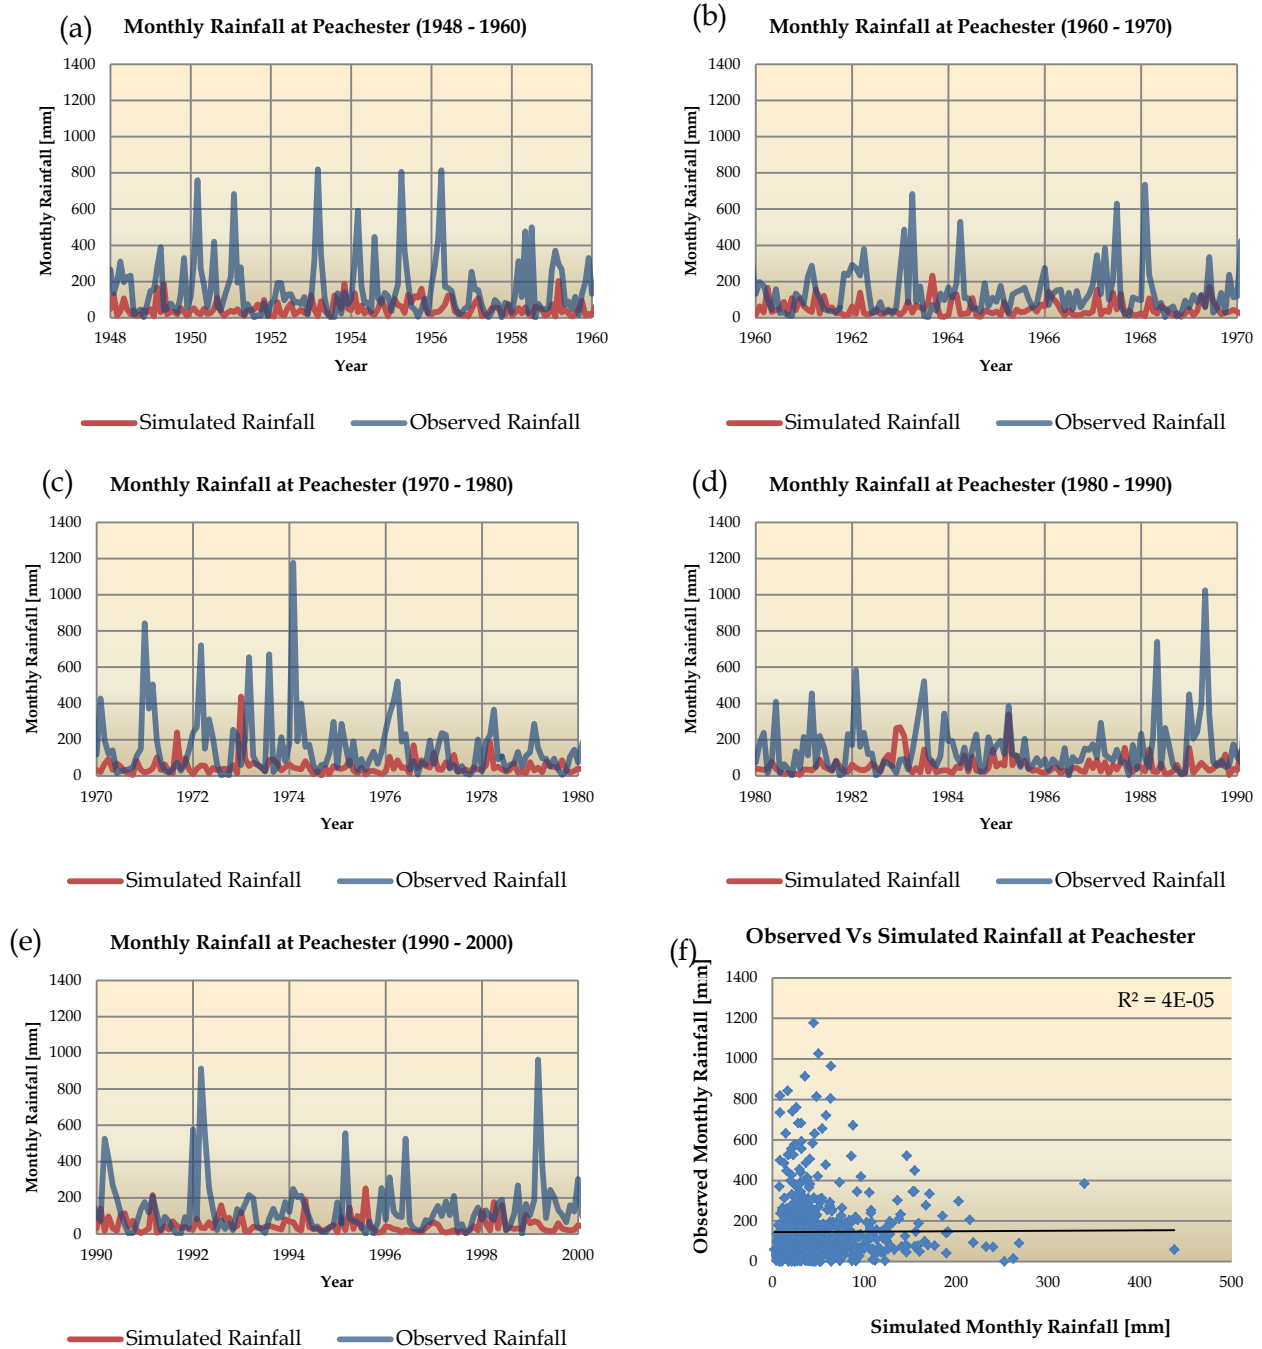 (a) Monthly Rainfall at Peachester (1948 - 1960)
Monthly Rainfall [mm]
1400
1200
1000
800
600
400
200
0
1948 1950 1952 1954 1956 1958 1960
Year
Simulated Rainfall Observed Rainfall
(b) Monthly Rainfall at Peachester (1960 - 1970)
Monthly Rainfall [mm]
1400
1200
1000
800
600
400
200
0
1960 1962 1964 1966 1968 1970
Year
Simulated Rainfall Observed Rainfall
(c) Monthly Rainfall at Peachester (1970 - 1980)
Monthly Rainfall [mm]
1400
1200
1000
800
600
400
200
0
1970 1972 1974 1976 1978 1980
Year
Simulated Rainfall Observed Rainfall
(d) Monthly Rainfall at Peachester (1980 - 1990)
Monthly Rainfall [mm]
1400
1200
1000
800
600
400
200
0
1980 1982 1984 1986 1988 1990
Year
Simulated Rainfall Observed Rainfall
(e) Monthly Rainfall at Peachester (1990 - 2000)
Monthly Rainfall [mm]
1400
1200
1000
800
600
400
200
0
1990 1992 1994 1996 1998 2000
Year
Simulated Rainfall Observed Rainfall
(f) Observed Vs Simulated Rainfall at Peachester
Observed Monthly Rainfall [mm]
1400
1200
1000
800
600
400
200
0
R² = 4E-05
0 100 200 300 400 500
Simulated Monthly Rainfall [mm]